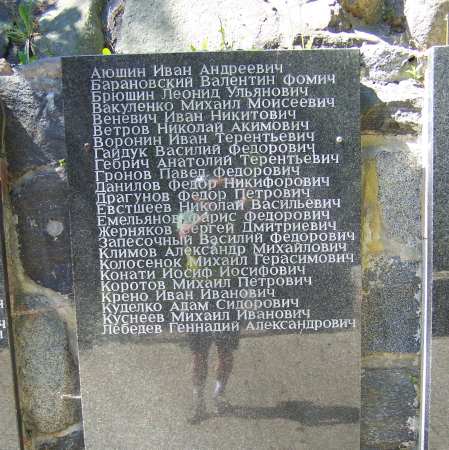 Аюшин Иван Андреевич
Барановский Валентин Фомич
Брюшин Леонид Ульянович
Вакуленко Михаил Моисеевич
Веневич Иван Никитович
Ветров Николай Акимович
Воронин Иван Терентьевич
Гайдук Василий Федорович
Гебрич Анатолий Терентьевич
Гронов Павел Федорович
Данилов Федор Никифорович
Драгунов Федор Петрович
Евстшеев Николай Васильевич
Емельянов Фарис Федорович
Жерняков Сергей Дмитриевич
Запесочный Василий Федорович
Климов Александр Михайлович
Колосенок Михаил Герасимович
Конати Иосиф Иосифович
Коротов Михаил Петрович
Крено Иван Иванович
Куделко Адам Сидорович
Куснеев Михаил Иванович
Лебедев Геннадий Александрович